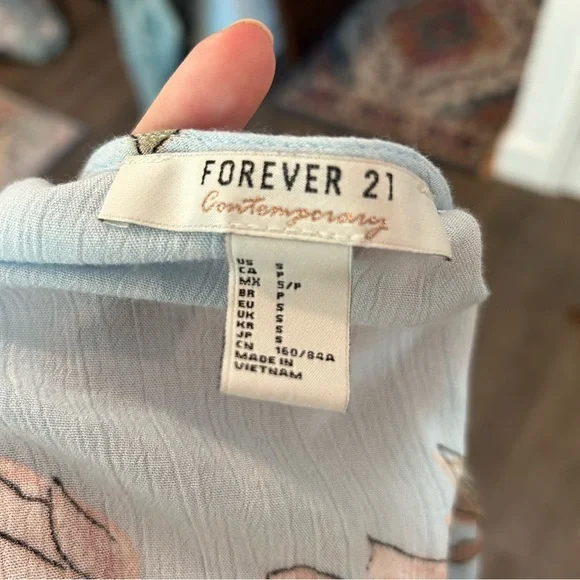 FOREVER 21
Contemporary
US S
CA P
MX S/P
BR P
EU S
UK S
KR S
JP S
CN 160/84A
MADE IN
VIETNAM